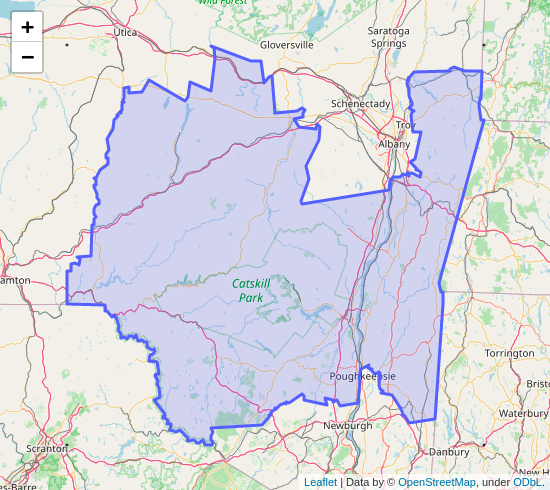 Wild Forest
+
−
Utica
Gloversville
Saratoga
Springs
Schenectady
Troy
Albany
amton
Catskill
Park
Torrington
Poughkeepsie
Bristo
Waterbury
Newburgh
Danbury
Scranton
New H
es-Barre
Leaflet | Data by © OpenStreetMap, under ODbL.